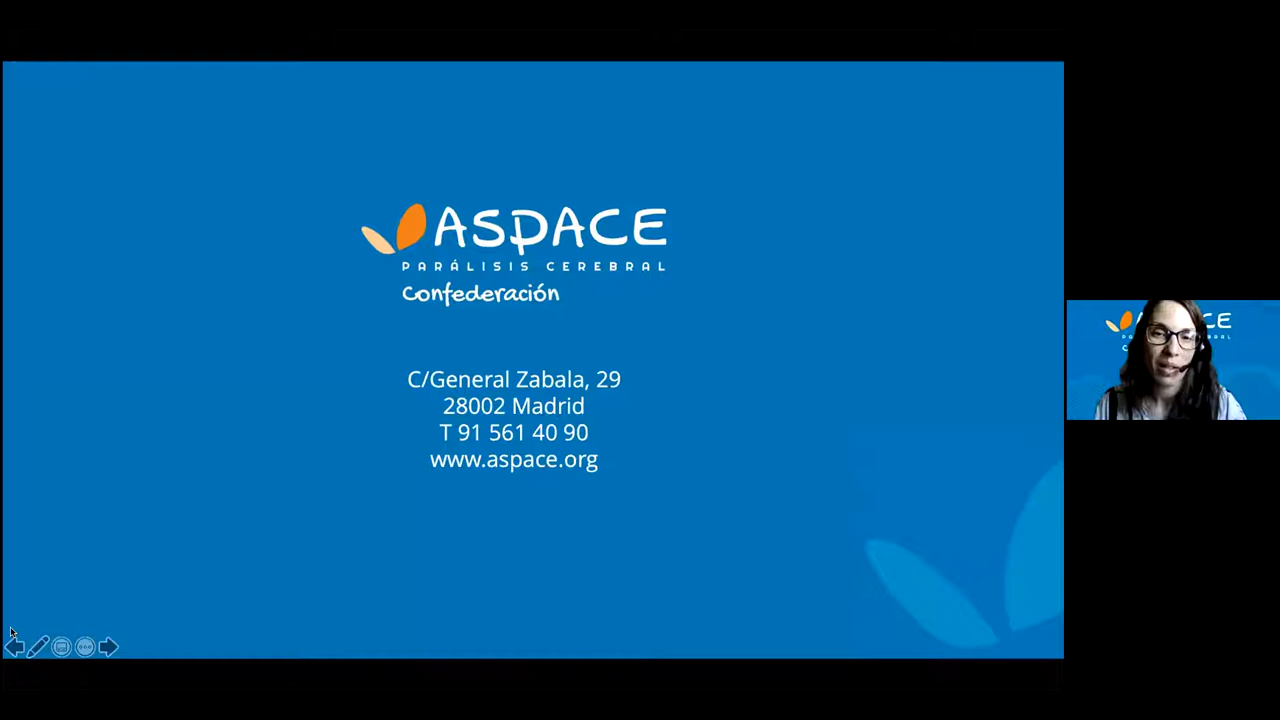 ASPACE
PARÁLISIS CEREBRAL
Confederación
C/General Zabala, 29
28002 Madrid
T 91 561 40 90
www.aspace.org